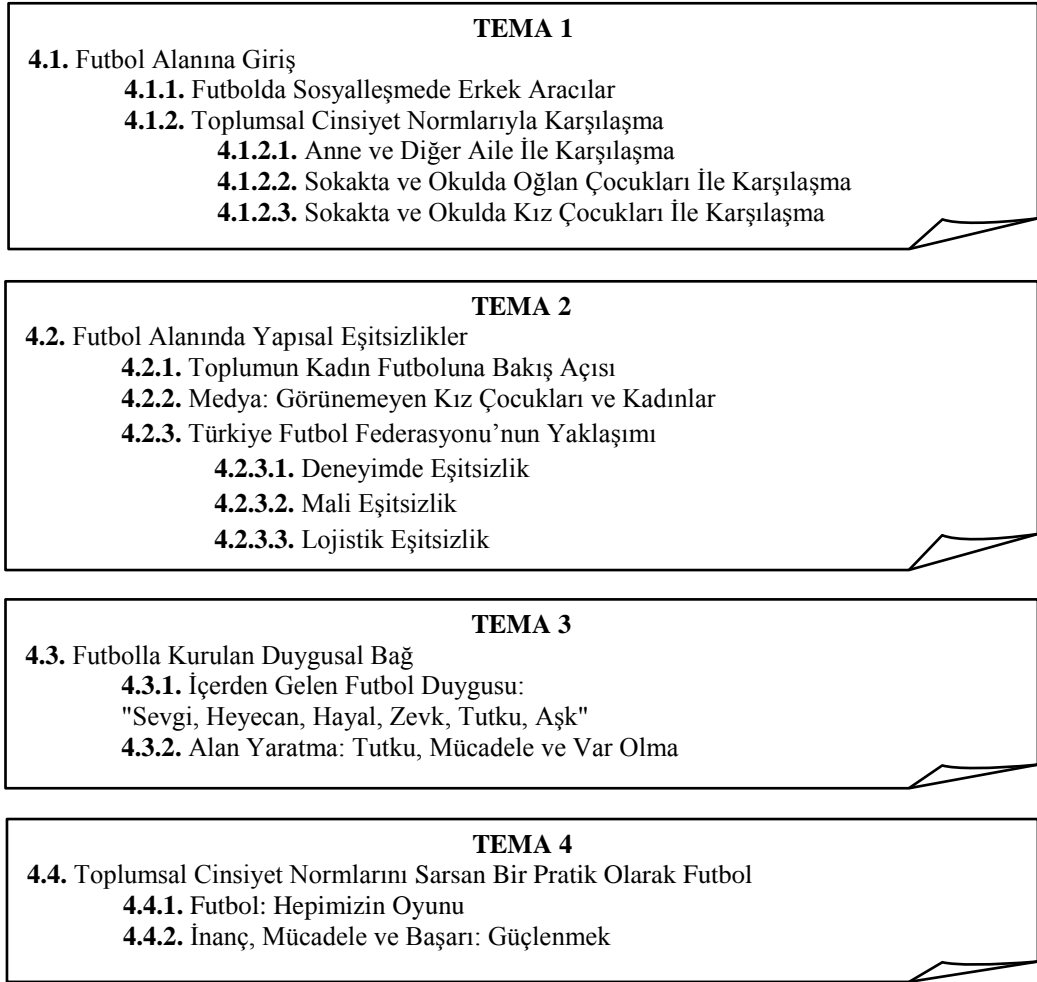 TEMA 1
4.1. Futbol Alanına Giriş
4.1.1. Futbolda Sosyalleşmede Erkek Aracılar
4.1.2. Toplumsal Cinsiyet Normlarıyla Karşılaşma
4.1.2.1. Anne ve Diğer Aile İle Karşılaşma
4.1.2.2. Sokakta ve Okulda Oğlan Çocukları İle Karşılaşma
4.1.2.3. Sokakta ve Okulda Kız Çocukları İle Karşılaşma
TEMA 2
4.2. Futbol Alanında Yapısal Eşitsizlikler
4.2.1. Toplumun Kadın Futboluna Bakış Açısı
4.2.2. Medya: Görünemeyen Kız Çocukları ve Kadınlar
4.2.3. Türkiye Futbol Federasyonu’nun Yaklaşımı
4.2.3.1. Deneyimde Eşitsizlik
4.2.3.2. Mali Eşitsizlik
4.2.3.3. Lojistik Eşitsizlik
TEMA 3
4.3. Futbolla Kurulan Duygusal Bağ
4.3.1. İçerden Gelen Futbol Duygusu:
"Sevgi, Heyecan, Hayal, Zevk, Tutku, Aşk"
4.3.2. Alan Yaratma: Tutku, Mücadele ve Var Olma
TEMA 4
4.4. Toplumsal Cinsiyet Normlarını Sarsan Bir Pratik Olarak Futbol
4.4.1. Futbol: Hepimizin Oyunu
4.4.2. İnanç, Mücadele ve Başarı: Güçlenmek